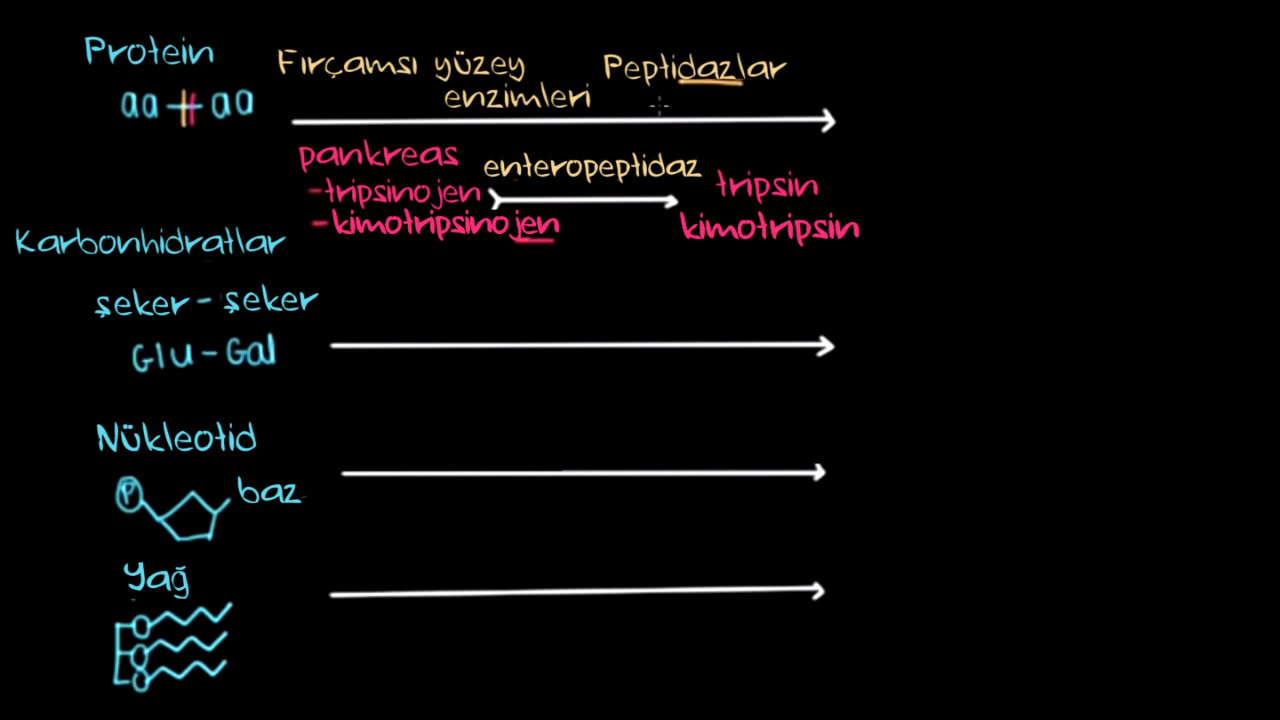 Protein
aa + aa
Fırçamsı yüzey
enzimleri
Peptidazlar
pankreas
-tripsinojen
-kimotripsinojen
enteropeptidaz
tripsin
kimotripsin
Karbonhidratlar
şeker - şeker
Glu - Gal
Nükleotid
P
baz
Yağ
O
O
O